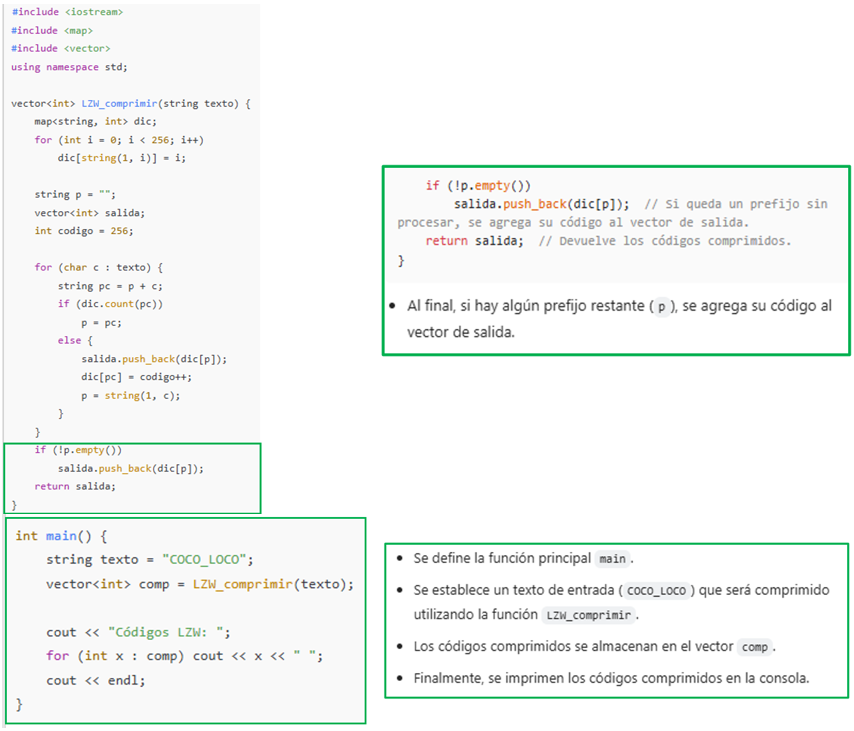 #include <iostream>
#include <map>
#include <vector>
using namespace std;

vector<int> LZW_comprimir(string texto) {
    map<string, int> dic;
    for (int i = 0; i < 256; i++)
        dic[string(1, i)] = i;

    string p = "";
    vector<int> salida;
    int codigo = 256;

    for (char c : texto) {
        string pc = p + c;
        if (dic.count(pc))
            p = pc;
        else {
            salida.push_back(dic[p]);
            dic[pc] = codigo++;
            p = string(1, c);
        }
    }
    if (!p.empty())
        salida.push_back(dic[p]);
    return salida;
}
if (!p.empty())
        salida.push_back(dic[p]);  // Si queda un prefijo sin
procesar, se agrega su código al vector de salida.
    return salida;  // Devuelve los códigos comprimidos.
}
• Al final, si hay algún prefijo restante ( p ), se agrega su código al
vector de salida.
int main() {
    string texto = "COCO_LOCO";
    vector<int> comp = LZW_comprimir(texto);

    cout << "Códigos LZW: ";
    for (int x : comp) cout << x << " ";
    cout << endl;
}
• Se define la función principal main .
• Se establece un texto de entrada ( COCO_LOCO ) que será comprimido
utilizando la función LZW_comprimir .
• Los códigos comprimidos se almacenan en el vector comp .
• Finalmente, se imprimen los códigos comprimidos en la consola.